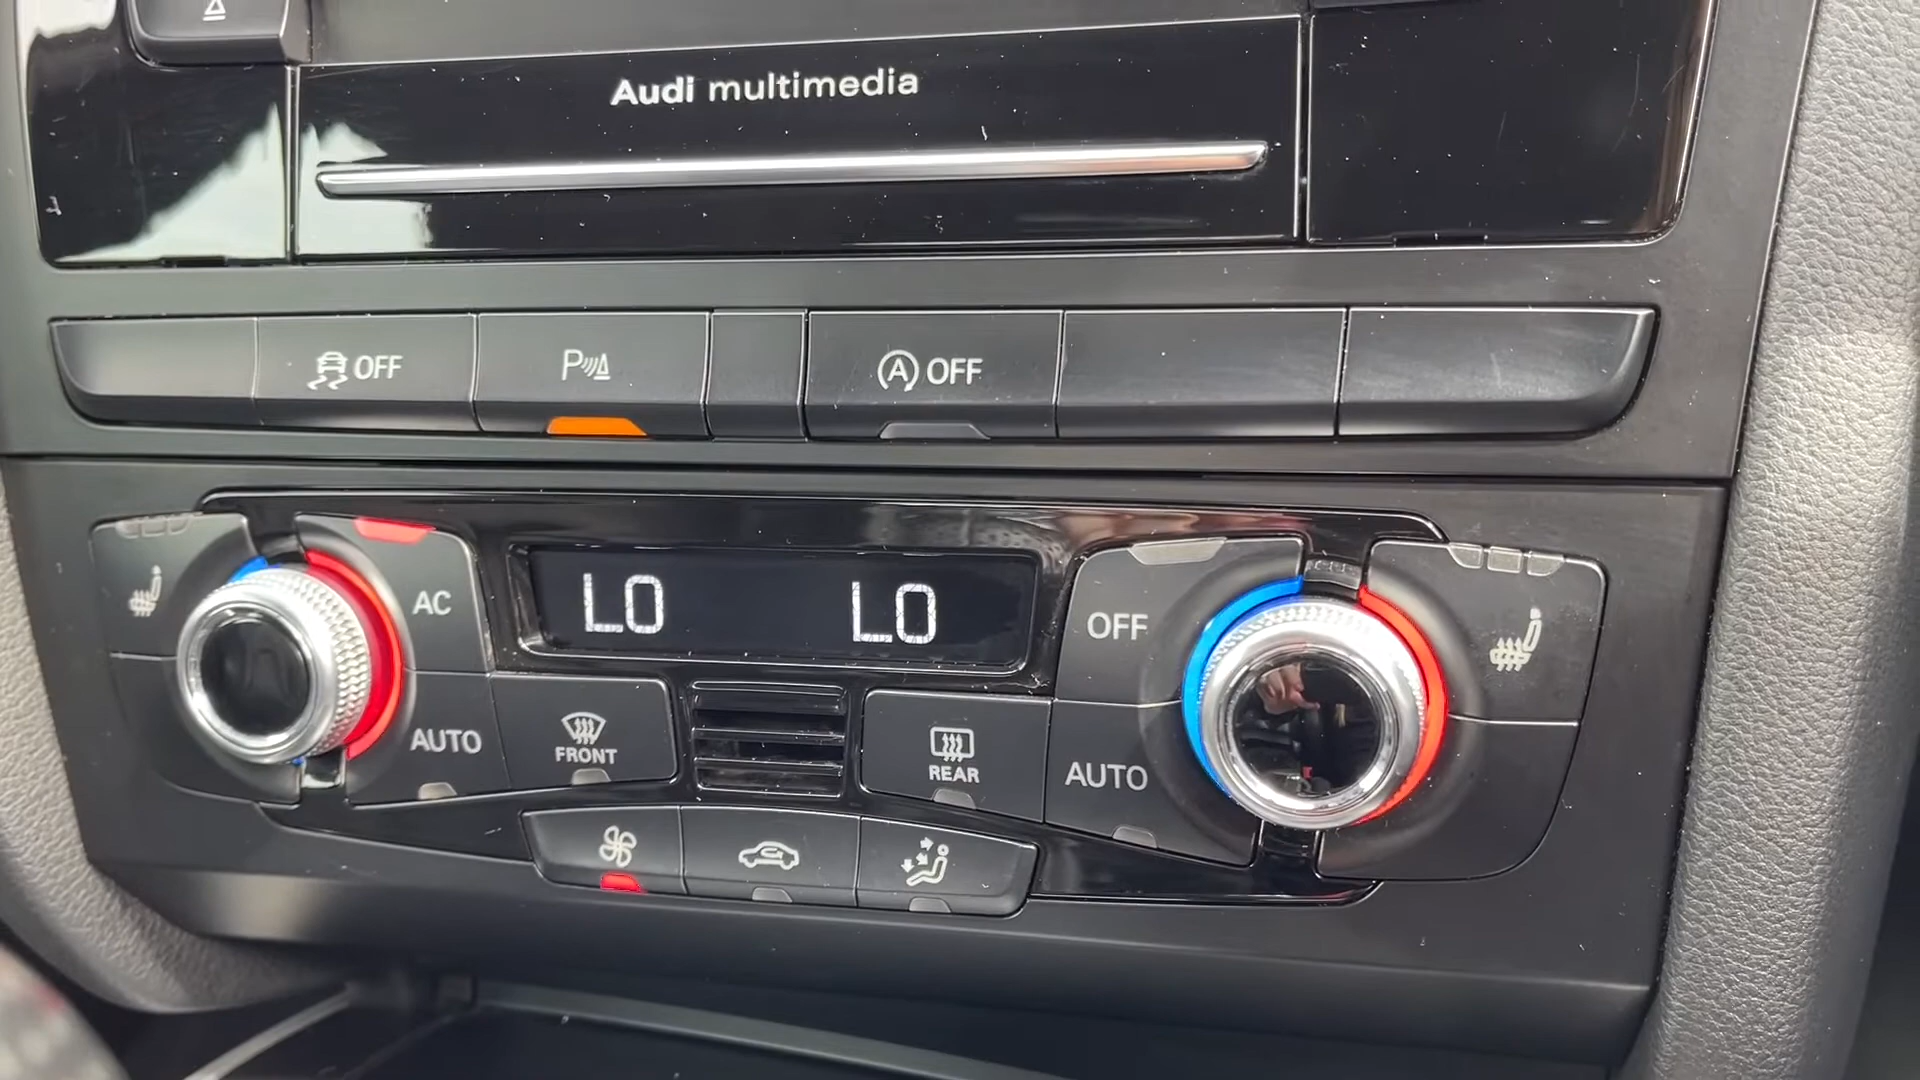 Audi multimedia
OFF
P
A OFF
AC
LO
LO
OFF
AUTO
FRONT
REAR
AUTO